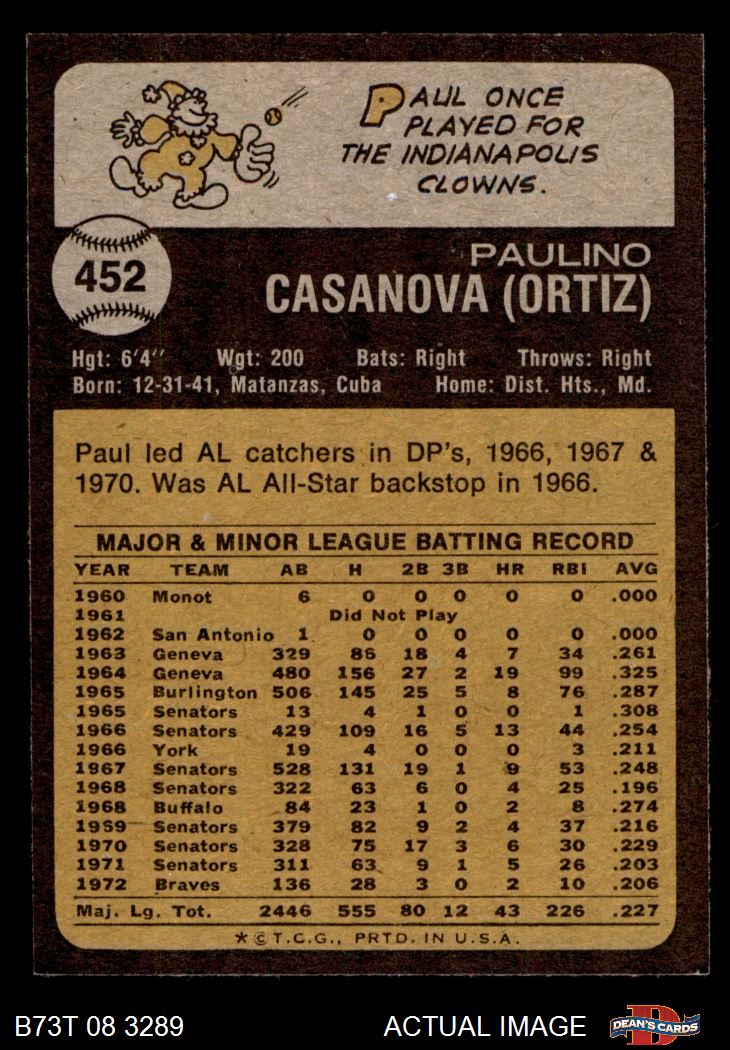 PAUL ONCE
PLAYED FOR
THE INDIANAPOLIS
CLOWNS.
452
PAULINO
CASANOVA (ORTIZ)
Hgt: 6'4" Wgt: 200 Bats: Right Throws: Right
Born: 12-31-41, Matanzas, Cuba Home: Dist. Hts., Md.
Paul led AL catchers in DP's, 1966, 1967 &
1970. Was AL All-Star backstop in 1966.
MAJOR & MINOR LEAGUE BATTING RECORD
YEAR TEAM AB H 2B 3B HR RBI AVG
1960 Monot 6 0 0 0 0 0 .000
1961 Did Not Play
1962 San Antonio 1 0 0 0 0 0 .000
1963 Geneva 329 86 18 4 7 34 .261
1964 Geneva 480 156 27 2 19 99 .325
1965 Burlington 506 145 25 5 8 76 .287
1965 Senators 13 4 1 0 0 1 .308
1966 Senators 429 109 16 5 13 44 .254
1966 York 19 4 0 0 0 3 .211
1967 Senators 528 131 19 1 9 53 .248
1968 Senators 322 63 6 0 4 25 .196
1968 Buffalo 84 23 1 0 2 8 .274
1959 Senators 379 82 9 2 4 37 .216
1970 Senators 328 75 17 3 6 30 .229
1971 Senators 311 63 9 1 5 26 .203
1972 Braves 136 28 3 0 2 10 .206
Maj. Lg. Tot. 2446 555 80 12 43 226 .227
★©T.C.G., PRTD. IN U.S.A.
B73T 08 3289 ACTUAL IMAGE
D
DEAN'S CARDS